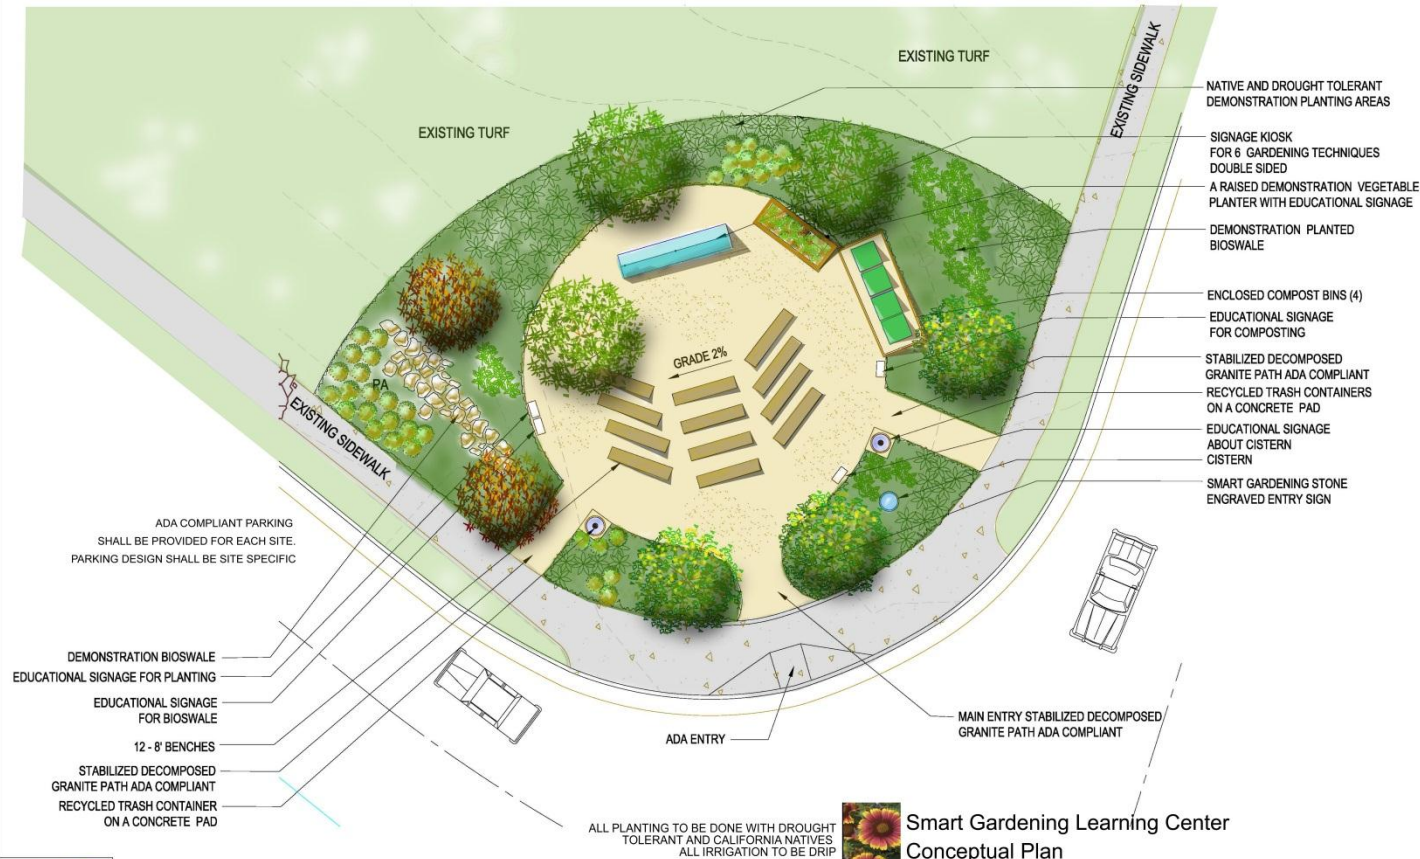 EXISTING TURF
EXISTING TURF
EXISTING SIDEWALK
NATIVE AND DROUGHT TOLERANT
DEMONSTRATION PLANTING AREAS
SIGNAGE KIOSK
FOR 6 GARDENING TECHNIQUES
DOUBLE SIDED
A RAISED DEMONSTRATION VEGETABLE
PLANTER WITH EDUCATIONAL SIGNAGE
DEMONSTRATION PLANTED
BIOSWALE
ENCLOSED COMPOST BINS (4)
EDUCATIONAL SIGNAGE
FOR COMPOSTING
STABILIZED DECOMPOSED
GRANITE PATH ADA COMPLIANT
RECYCLED TRASH CONTAINERS
ON A CONCRETE PAD
EDUCATIONAL SIGNAGE
ABOUT CISTERN
CISTERN
SMART GARDENING STONE
ENGRAVED ENTRY SIGN
GRADE 2%
PA
EXISTING SIDEWALK
ADA COMPLIANT PARKING
SHALL BE PROVIDED FOR EACH SITE.
PARKING DESIGN SHALL BE SITE SPECIFIC
DEMONSTRATION BIOSWALE
EDUCATIONAL SIGNAGE FOR PLANTING
EDUCATIONAL SIGNAGE
FOR BIOSWALE
12 - 8' BENCHES
STABILIZED DECOMPOSED
GRANITE PATH ADA COMPLIANT
RECYCLED TRASH CONTAINER
ON A CONCRETE PAD
ADA ENTRY
MAIN ENTRY STABILIZED DECOMPOSED
GRANITE PATH ADA COMPLIANT
ALL PLANTING TO BE DONE WITH DROUGHT
TOLERANT AND CALIFORNIA NATIVES
ALL IRRIGATION TO BE DRIP
Smart Gardening Learning Center
Conceptual Plan